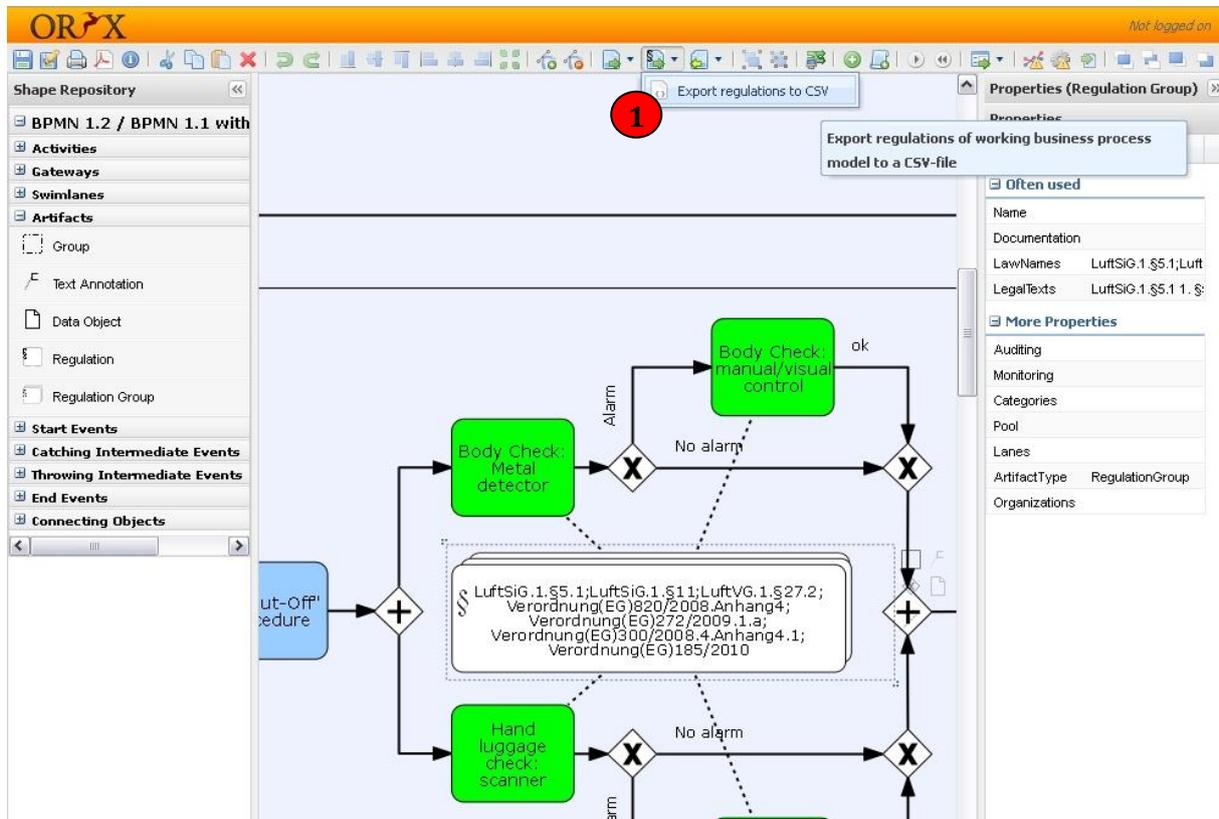 ORYX
Not logged on
Export regulations to CSV
1
Export regulations of working business process
model to a CSV-file
Shape Repository
BPMN 1.2 / BPMN 1.1 with
Activities
Gateways
Swimlanes
Artifacts
Group
Text Annotation
Data Object
Regulation
Regulation Group
Start Events
Catching Intermediate Events
Throwing Intermediate Events
End Events
Connecting Objects
ut-Off"
cedure
Body Check:
Metal
detector
Alarm
Body Check:
manual/visual
control
ok
No alarm
§
LuftSiG.1.§5.1;LuftSiG.1.§11;LuftVG.1.§27.2;
Verordnung(EG)820/2008.Anhang4;
Verordnung(EG)272/2009.1.a;
Verordnung(EG)300/2008.4.Anhang4.1;
Verordnung(EG)185/2010
Hand
luggage
check:
scanner
No alarm
arm
Properties (Regulation Group)
Properties
Often used
Name
Documentation
LawNames LuftSiG.1.§5.1;Luft
LegalTexts LuftSiG.1.§5.1 1. §
More Properties
Auditing
Monitoring
Categories
Pool
Lanes
ArtifactType RegulationGroup
Organizations